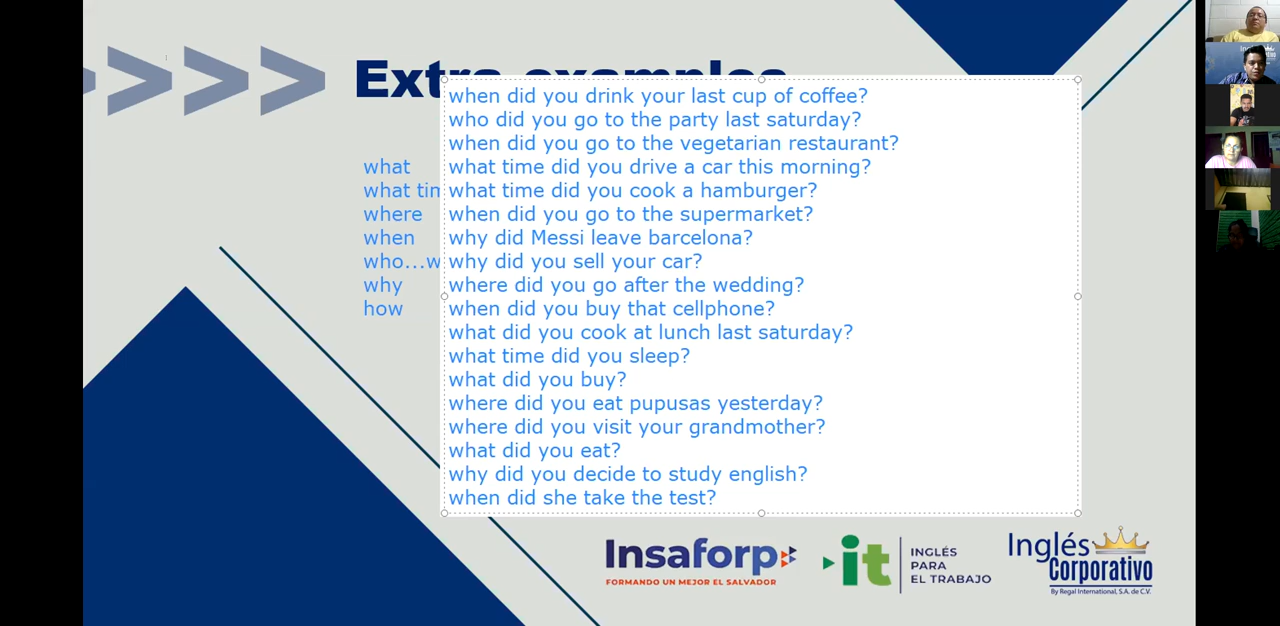 Extra examples
when did you drink your last cup of coffee?
who did you go to the party last saturday?
when did you go to the vegetarian restaurant?
what
what time did you drive a car this morning?
what tim
what time did you cook a hamburger?
where
when did you go to the supermarket?
when
why did Messi leave barcelona?
who...w
why did you sell your car?
why
where did you go after the wedding?
how
when did you buy that cellphone?
what did you cook at lunch last saturday?
what time did you sleep?
what did you buy?
where did you eat pupusas yesterday?
where did you visit your grandmother?
what did you eat?
why did you decide to study english?
when did she take the test?
Insaforp
FORMANDO UN MEJOR EL SALVADOR
it
INGLÉS
PARA
EL TRABAJO
Inglés
Corporativo
By Regal International, S.A. de C.V.